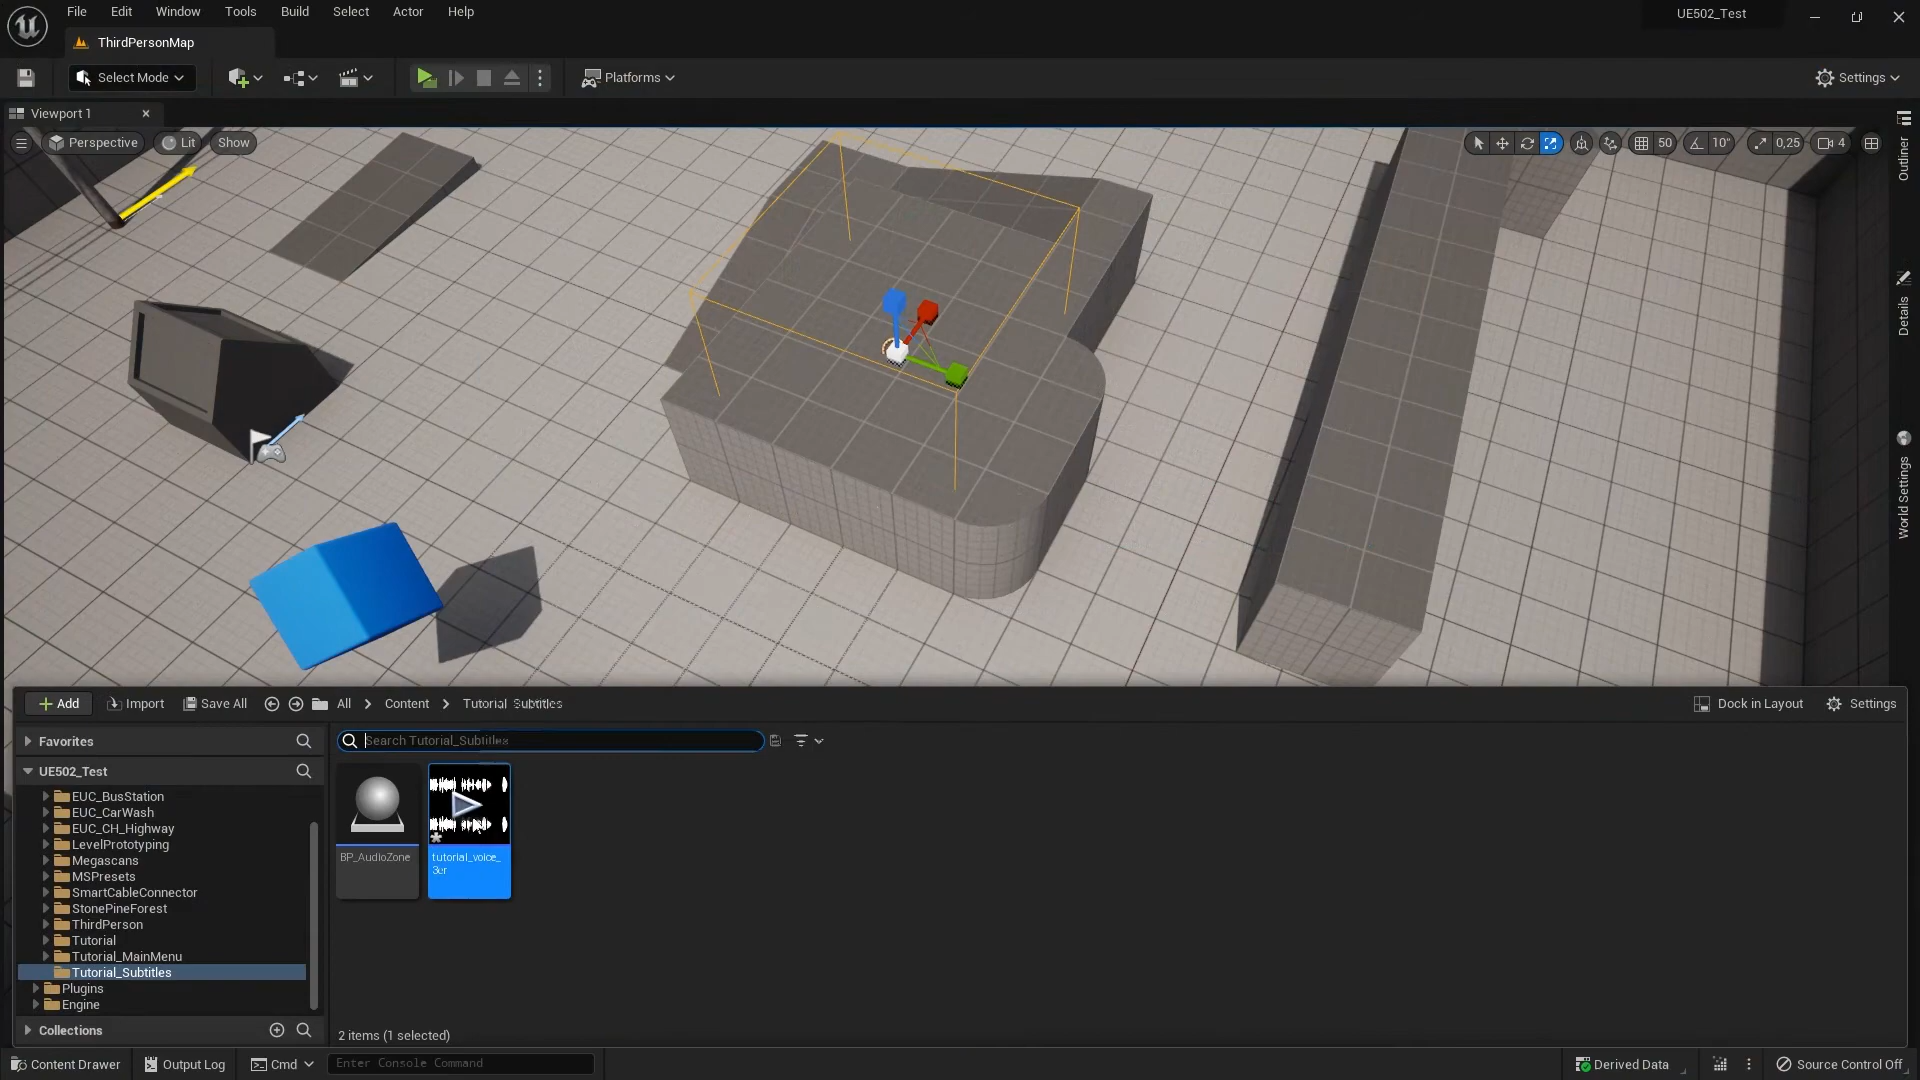 File Edit Window Tools Build Select Actor Help
UE502_Test
ThirdPersonMap
Select Mode
Platforms
Settings
Viewport 1
Perspective Lit Show
50 10° 0,25 4
Outliner
Details
World Settings
Add Import Save All All Content Tutorial_Subtitles
Dock in Layout Settings
Favorites
Search Tutorial_Subtitles
UE502_Test
EUC_BusStation
EUC_CarWash
EUC_CH_Highway
LevelPrototyping
Megascans
MSPresets
SmartCableConnector
StonePineForest
ThirdPerson
Tutorial
Tutorial_MainMenu
Tutorial_Subtitles
Plugins
Engine
Collections
BP_AudioZone
tutorial_voice_
3er
2 items (1 selected)
Content Drawer Output Log Cmd Enter Console Command Derived Data Source Control Off